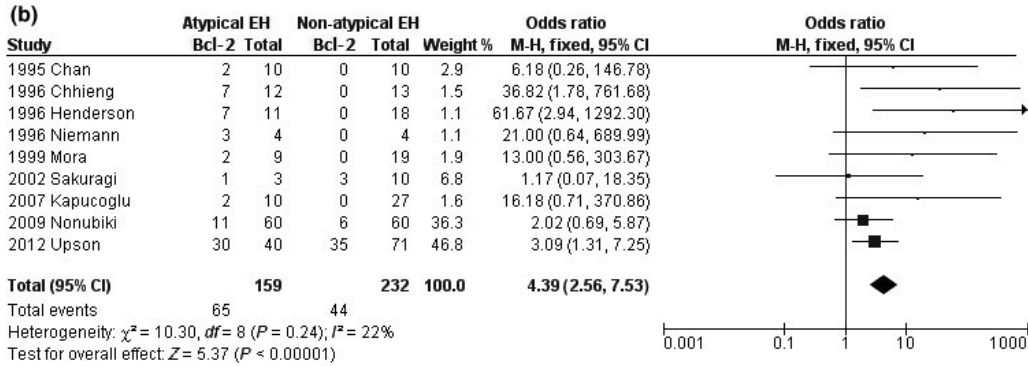 (b)
Atypical EH Non-atypical EH Odds ratio Odds ratio
Study Bcl-2 Total Bcl-2 Total Weight % M-H, fixed, 95% CI M-H, fixed, 95% CI
1995 Chan 2 10 0 10 2.9 6.18 (0.26, 146.78)
1996 Chhieng 7 12 0 13 1.5 36.82 (1.78, 761.68)
1996 Henderson 7 11 0 18 1.1 61.67 (2.94, 1292.30)
1996 Niemann 3 4 0 4 1.1 21.00 (0.64, 689.99)
1999 Mora 2 9 0 19 1.9 13.00 (0.56, 303.67)
2002 Sakuragi 1 3 3 10 6.8 1.17 (0.07, 18.35)
2007 Kapucoglu 2 10 0 27 1.6 16.18 (0.71, 370.86)
2009 Nonubiki 11 60 6 60 36.3 2.02 (0.69, 5.87)
2012 Upson 30 40 35 71 46.8 3.09 (1.31, 7.25)
Total (95% CI) 159 232 100.0 4.39 (2.56, 7.53)
Total events 65 44
Heterogeneity: χ² = 10.30, df = 8 (P = 0.24); I² = 22%
Test for overall effect: Z = 5.37 (P < 0.00001)
0.001 0.1 1 10 1000